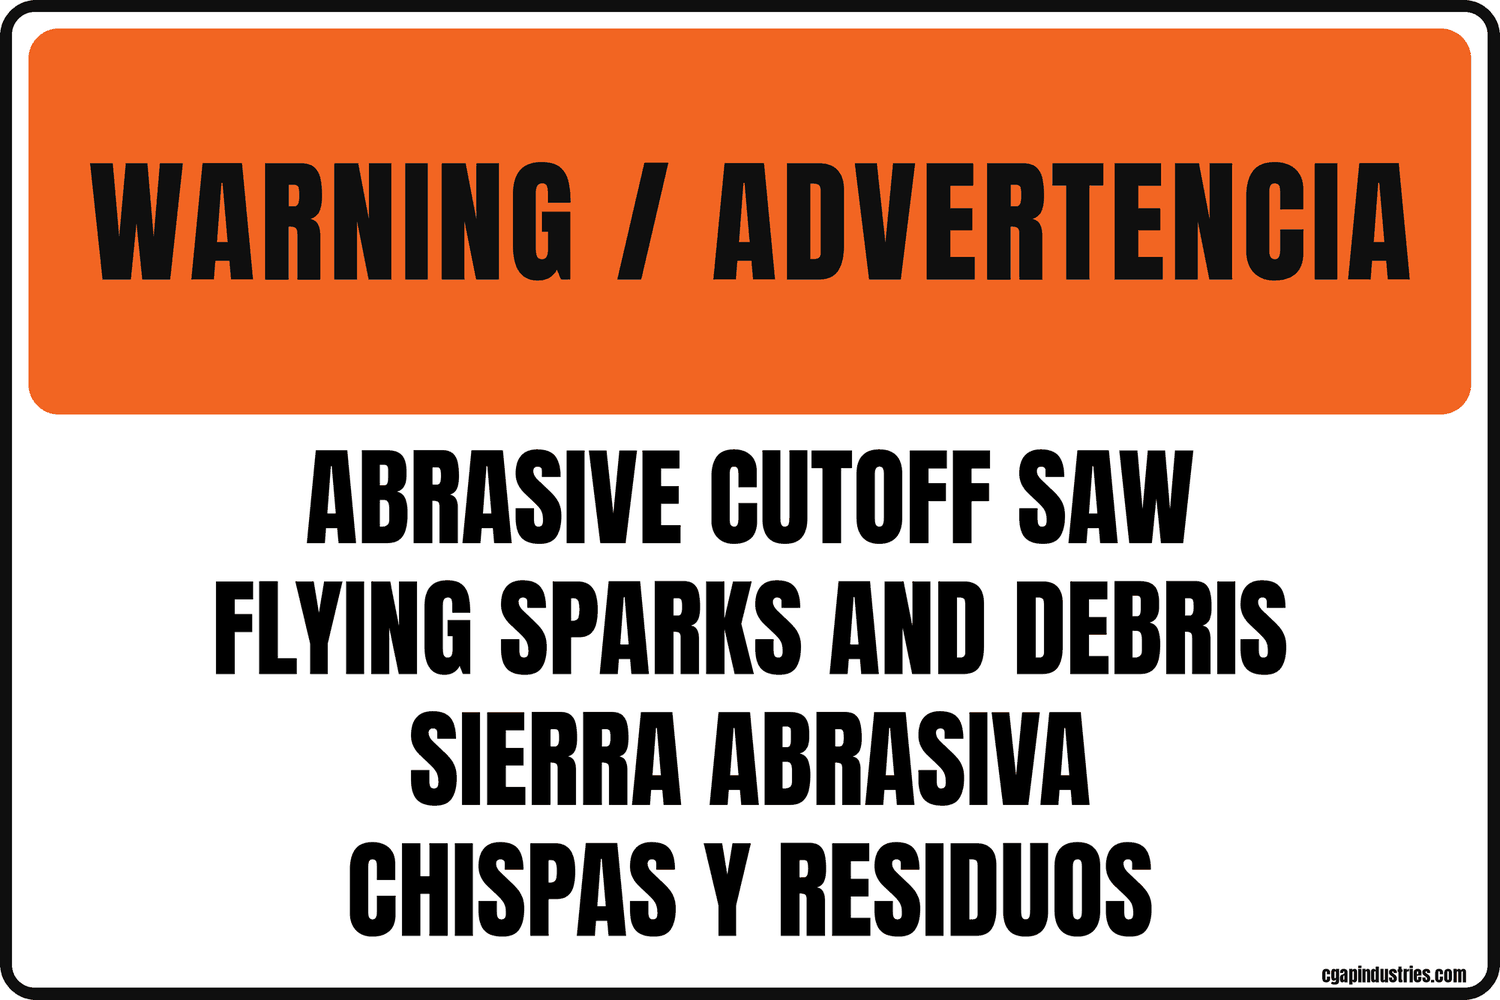 WARNING / ADVERTENCIA
ABRASIVE CUTOFF SAW
FLYING SPARKS AND DEBRIS
SIERRA ABRASIVA
CHISPAS Y RESIDUOS
cgapindustries.com